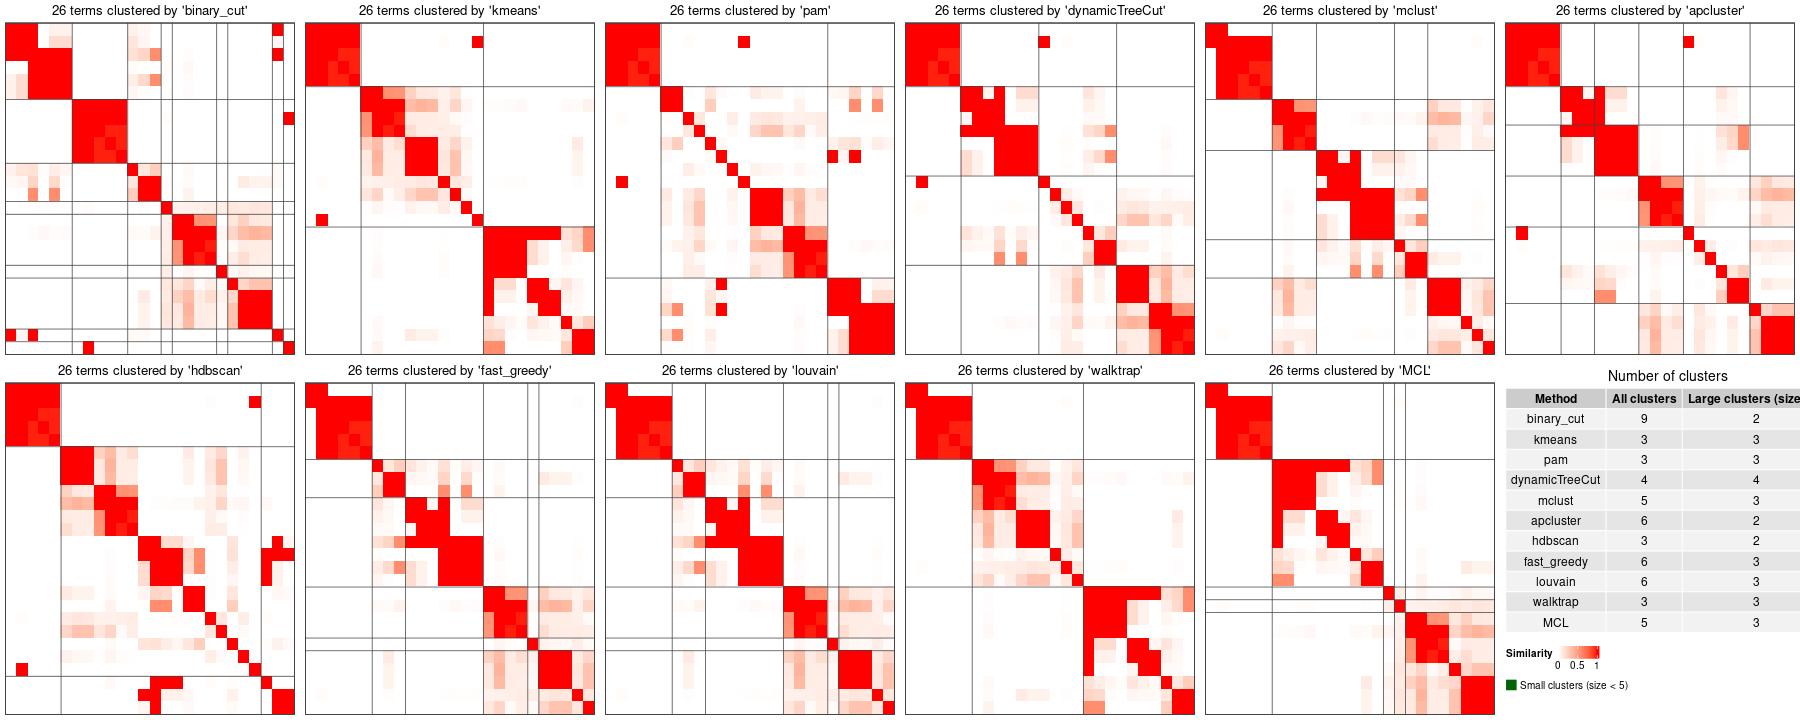 26 terms clustered by 'binary_cut'
26 terms clustered by 'kmeans'
26 terms clustered by 'pam'
26 terms clustered by 'dynamicTreeCut'
26 terms clustered by 'mclust'
26 terms clustered by 'apcluster'
26 terms clustered by 'hdbscan'
26 terms clustered by 'fast_greedy'
26 terms clustered by 'louvain'
26 terms clustered by 'walktrap'
26 terms clustered by 'MCL'
Number of clusters
Method All clusters Large clusters (size
binary_cut 9 2
kmeans 3 3
pam 3 3
dynamicTreeCut 4 4
mclust 5 3
apcluster 6 2
hdbscan 3 2
fast_greedy 6 3
louvain 6 3
walktrap 3 3
MCL 5 3
Similarity
0 0.5 1
Small clusters (size < 5)